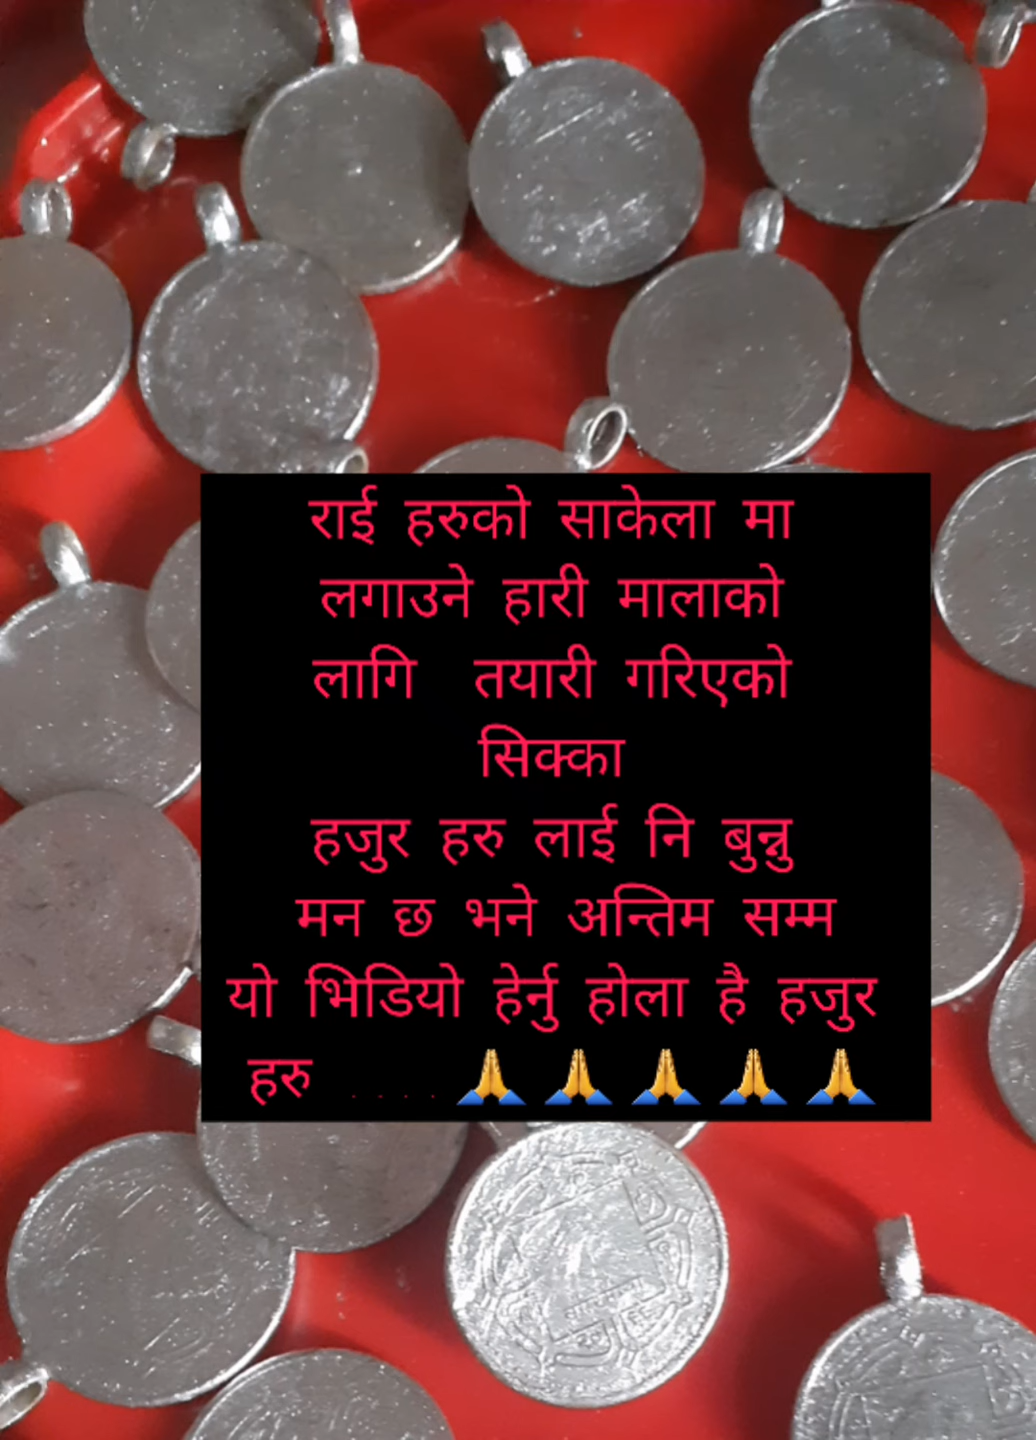 राई हरुको साकेला मा
लगाउने हारी मालाको
लागि तयारी गरिएको
सिक्का
हजुर हरु लाई नि बुन्नु
मन छ भने अन्तिम सम्म
यो भिडियो हेर्नु होला है हजुर
हरु .... 🙏🙏🙏🙏🙏